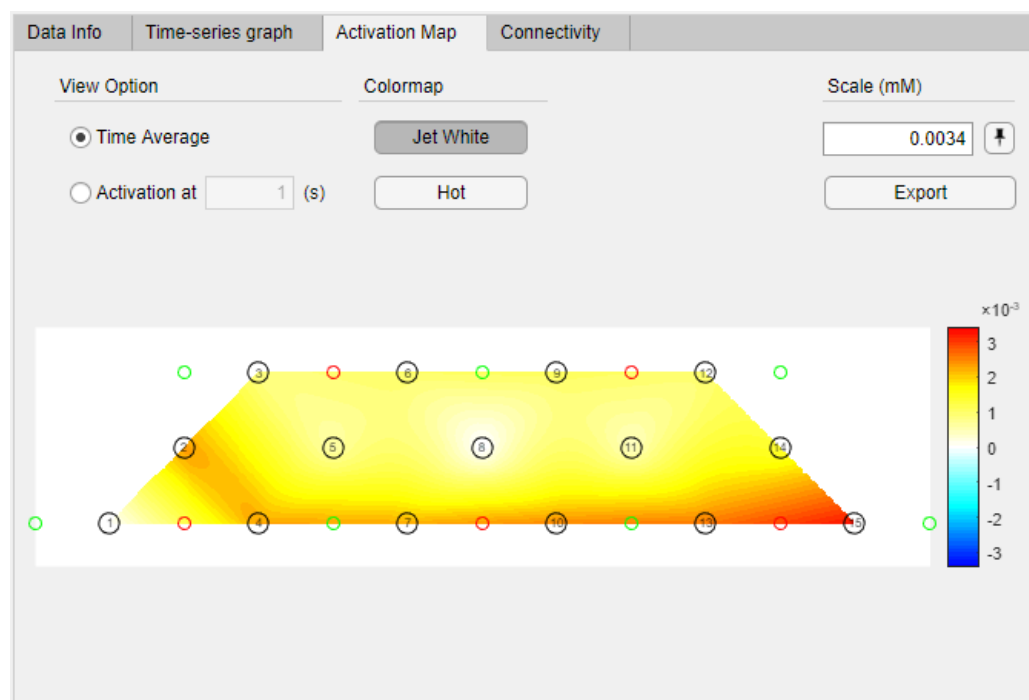 Data Info Time-series graph Activation Map Connectivity
View Option Colormap Scale (mM)
Time Average Jet White 0.0034
Activation at 1 (s) Hot Export
×10⁻³
3
2
1
0
-1
-2
-3
3 6 9 12
2 5 8 11 14
1 4 7 10 13 15